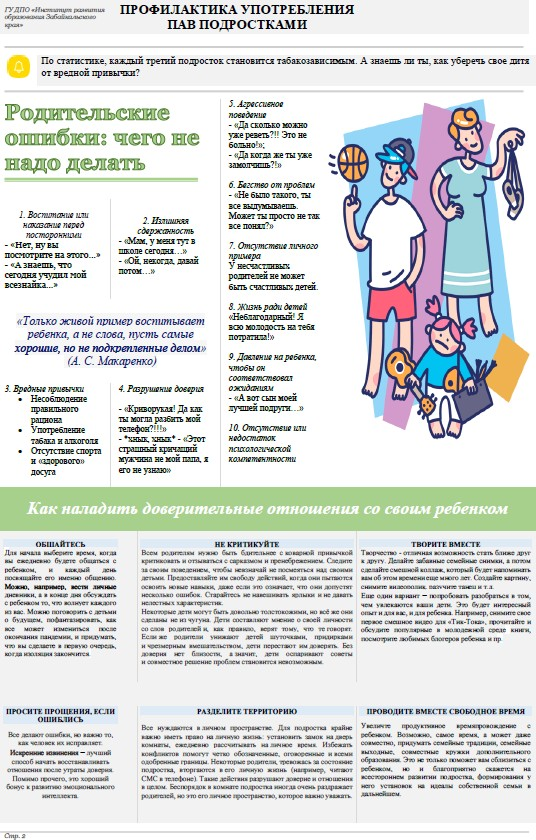 ГУ ДПО «Институт развития
образования Забайкальского
края»
ПРОФИЛАКТИКА УПОТРЕБЛЕНИЯ
ПАВ ПОДРОСТКАМИ
По статистике, каждый третий подросток становится табакозависимым. А знаешь ли ты, как уберечь свое дитя
от вредной привычки?
Родительские
ошибки: чего не
надо делать
1. Воспитание или
наказание перед
посторонними
- «Нет, ну вы
посмотрите на этого...»
- «А знаешь, что
сегодня учудил мой
всезнайка...»
2. Излишняя
сдержанность
- «Мам, у меня тут в
школе сегодня...»
- «Ой, некогда, давай
потом...»
«Только живой пример воспитывает
ребенка, а не слова, пусть самые
хорошие, но не подкрепленные делом»
(А. С. Макаренко)
3. Вредные привычки
• Несоблюдение
правильного
рациона
• Употребление
табака и алкоголя
• Отсутствие спорта
и «здорового»
досуга
4. Разрушение доверия
- «Криворукая! Да как
ты могла разбить мой
телефон?!!!»
- *хнык, хнык* - «Этот
страшный кричащий
мужчина не мой папа, я
его не узнаю»
5. Агрессивное
поведение
- «Да сколько можно
уже реветь?!! Это не
больно!»;
- «Да когда же ты уже
замолчишь?!»
6. Бегство от проблем
- «Не было такого, ты
все выдумываешь.
Может ты просто не так
все понял?»
7. Отсутствие личного
примера
У несчастливых
родителей не может
быть счастливых детей.
8. Жизнь ради детей
«Неблагодарный! Я
всю молодость на тебя
потратила!»
9. Давление на ребенка,
чтобы он
соответствовал
ожиданиям
- «А вот сын моей
лучшей подруги...»
10. Отсутствие или
недостаток
психологической
компетентности
Как наладить доверительные отношения со своим ребенком
ОБЩАЙТЕСЬ
Для начала выберите время, когда
вы ежедневно будете общаться с
ребенком, и каждый день
посвящайте его именно общению.
Можно, например, вести личные
дневники, а в конце дня обсуждать
с ребенком то, что волнует каждого
из вас. Можно поговорить с детьми
о будущем, пофантазировать, как
все может измениться после
окончания пандемии, и придумать,
что вы сделаете в первую очередь,
когда изоляция закончится.
НЕ КРИТИКУЙТЕ
Всем родителям нужно быть бдительнее с коварной привычкой
критиковать и отзываться с сарказмом и пренебрежением. Следите
за своим поведением, чтобы невзначай не посмеяться над своими
детьми. Предоставляйте им свободу действий, когда они пытаются
освоить новые навыки, даже если это означает, что они допустят
несколько ошибок. Старайтесь не навешивать ярлыки и не давать
нелестных характеристик.
Некоторые дети могут быть довольно толстокожими, но всё же они
сделаны не из чугуна. Дети составляют мнение о своей личности
со слов родителей и, как правило, верят тому, что те говорят.
Если же родители унижают детей шуточками, придирками
и чрезмерным вмешательством, дети перестают им доверять. Без
доверия нет близости, а значит, дети оспаривают советы
и совместное решение проблем становится невозможным.
ТВОРИТЕ ВМЕСТЕ
Творчество - отличная возможность стать ближе друг
к другу. Делайте забавные семейные снимки, а потом
сделайте смешной коллаж, который будет напоминать
вам об этом времени еще много лет. Создайте картину,
снимите видеоролик, разучите танец и т.д.
Еще один вариант – попробовать разобраться в том,
чем увлекаются ваши дети. Это будет интересный
опыт и для вас, и для ребенка. Например, снимите свое
первое смешное видео для «Тик-Тока», прочитайте и
обсудите популярные в молодежной среде книги,
посмотрите любимых блогеров ребенка и пр.
ПРОСИТЕ ПРОЩЕНИЯ, ЕСЛИ
ОШИБЛИСЬ
Все делают ошибки, но важно то,
как человек их исправляет.
Искренние извинения – лучший
способ начать восстанавливать
отношения после утраты доверия.
Помимо прочего, это хороший
бонус в развитие эмоционального
интеллекта.
РАЗДЕЛИТЕ ТЕРРИТОРИЮ
Все нуждаются в личном пространстве. Для подростка крайне
важно иметь право на личную жизнь: установить замок на дверь
комнаты, ежедневно рассчитывать на личное время. Избежать
конфликтов помогут четко обозначенные, оговоренные и всеми
одобренные границы. Некоторые родители, тревожась за состояние
подростка, вторгаются в его личную жизнь (например, читают
СМС в телефоне). Такие действия разрушают доверие и отношения
в целом. Беспорядок в комнате подростка иногда очень раздражает
родителей, но это его личное пространство, которое важно уважать.
ПРОВОДИТЕ ВМЕСТЕ СВОБОДНОЕ ВРЕМЯ
Увеличте продуктивное времяпровождение с
ребенком. Возможно, самое время, а может даже
совместно, придумать семейные традиции, семейные
выходные, совместные кружки дополнительного
образования. Это не только поможет вам сблизиться с
ребенком, но и благоприятно скажется на
всестороннем развитии подростка, формирования у
него установок на идеалы собственной семьи в
дальнейшем.
Стр. 2